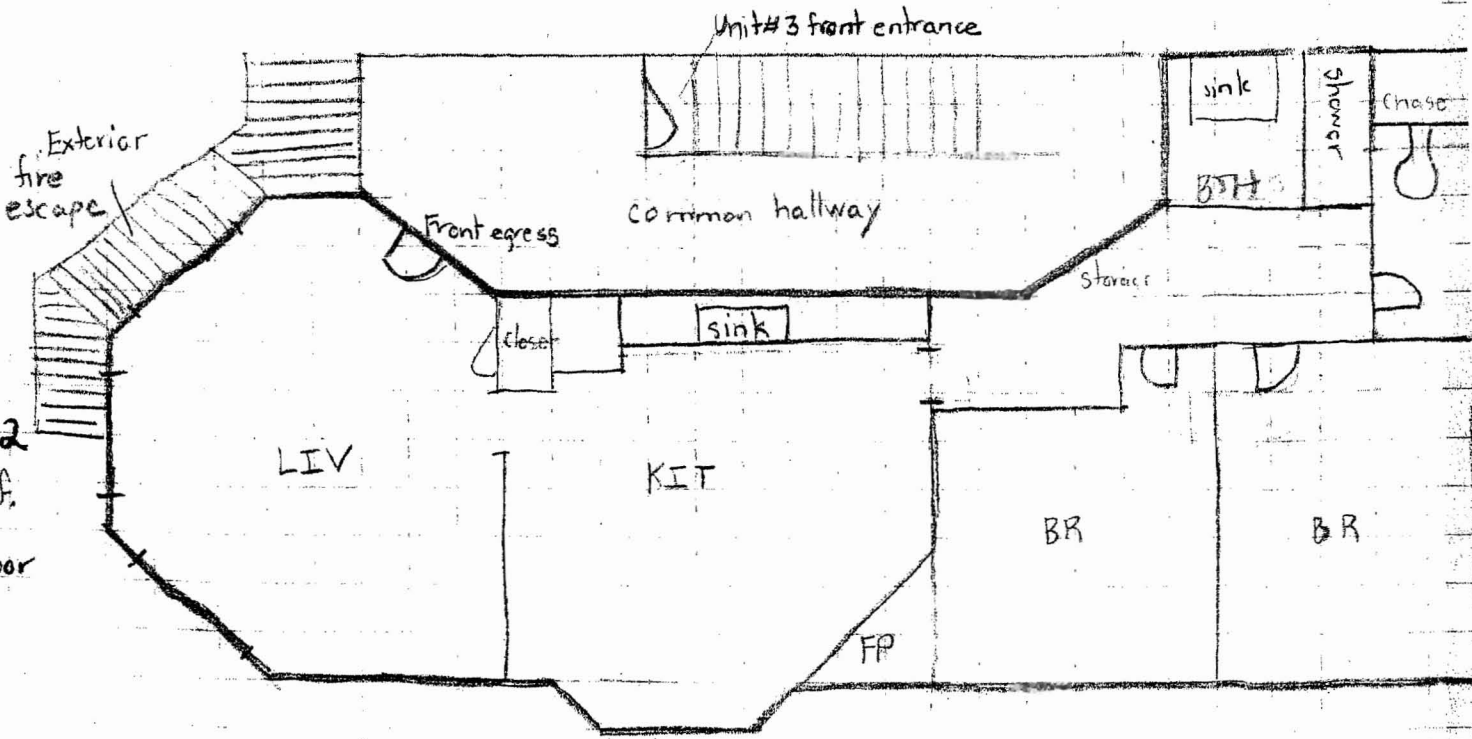 Unit#3 front entrance
Exterior
fire
escape
sink
shower
Chase
BTH
common hallway
Front egress
storage
closet
sink
2
f.
LIV
KIT
BR
BR
FP